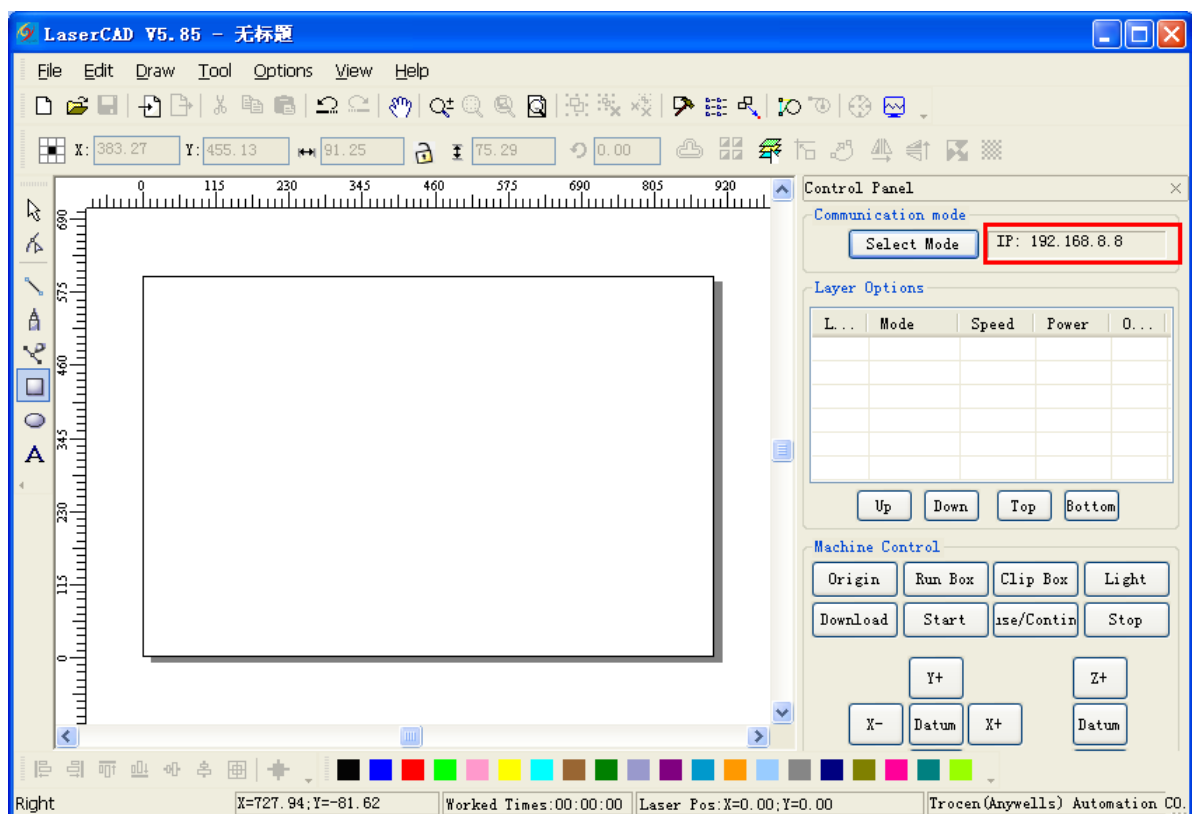 LaserCAD V5.85 - 无标题
File Edit Draw Tool Options View Help
X: 383.27 Y: 455.13 91.25 75.29 0.00
0 115 230 345 460 575 690 805 920
690
575
460
345
230
115
0
Control Panel
Communication mode
Select Mode IP: 192.168.8.8
Layer Options
L... Mode Speed Power O...
Up Down Top Bottom
Machine Control
Origin Run Box Clip Box Light
Download Start ise/Contin Stop
Y+ Z+
X- Datum X+ Datum
A
Right X=727.94;Y=-81.62 Worked Times:00:00:00 Laser Pos:X=0.00;Y=0.00 Trocen(Anywells) Automation CO.